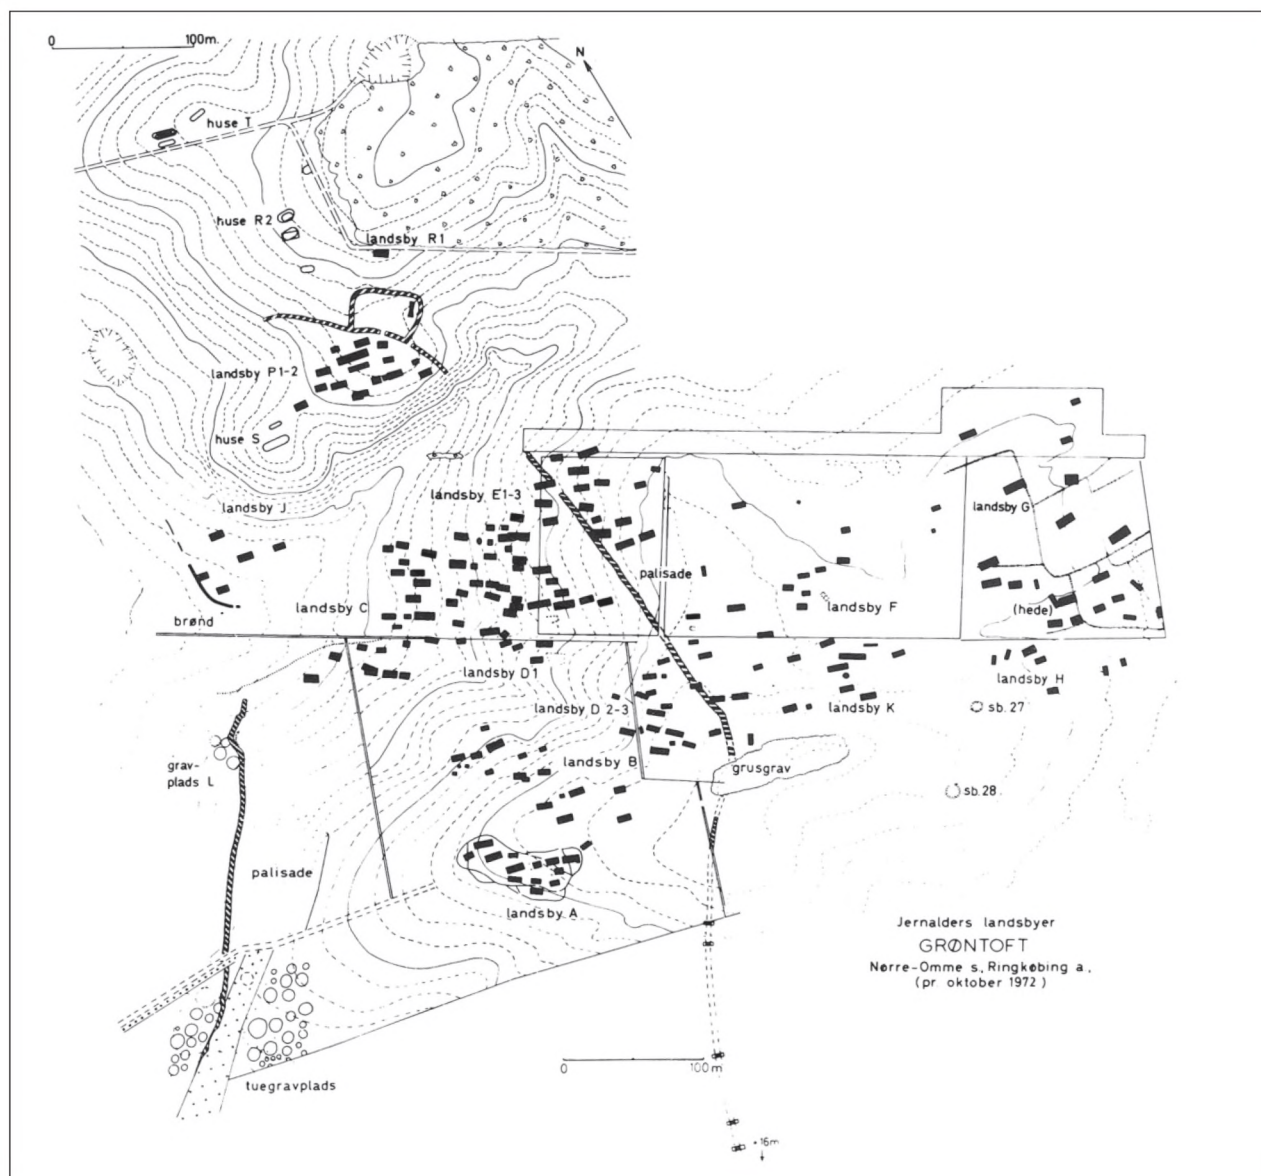 0 100m.
N
huse T
huse R2
landsby R1
landsby P1-2
huse S
landsby E1-3
landsby J
landsby G
palisade
landsby C
landsby F
(hede)
brønd
landsby D1
landsby H
landsby D 2-3
landsby K
sb. 27
landsby B
grusgrav
grav-
plads L
sb.28.
palisade
landsby A
Jernalders landsbyer
GRØNTOFT
Nørre-Omme s, Ringkøbing a,
(pr. oktober 1972)
0 100m
tuegravplads
+16m